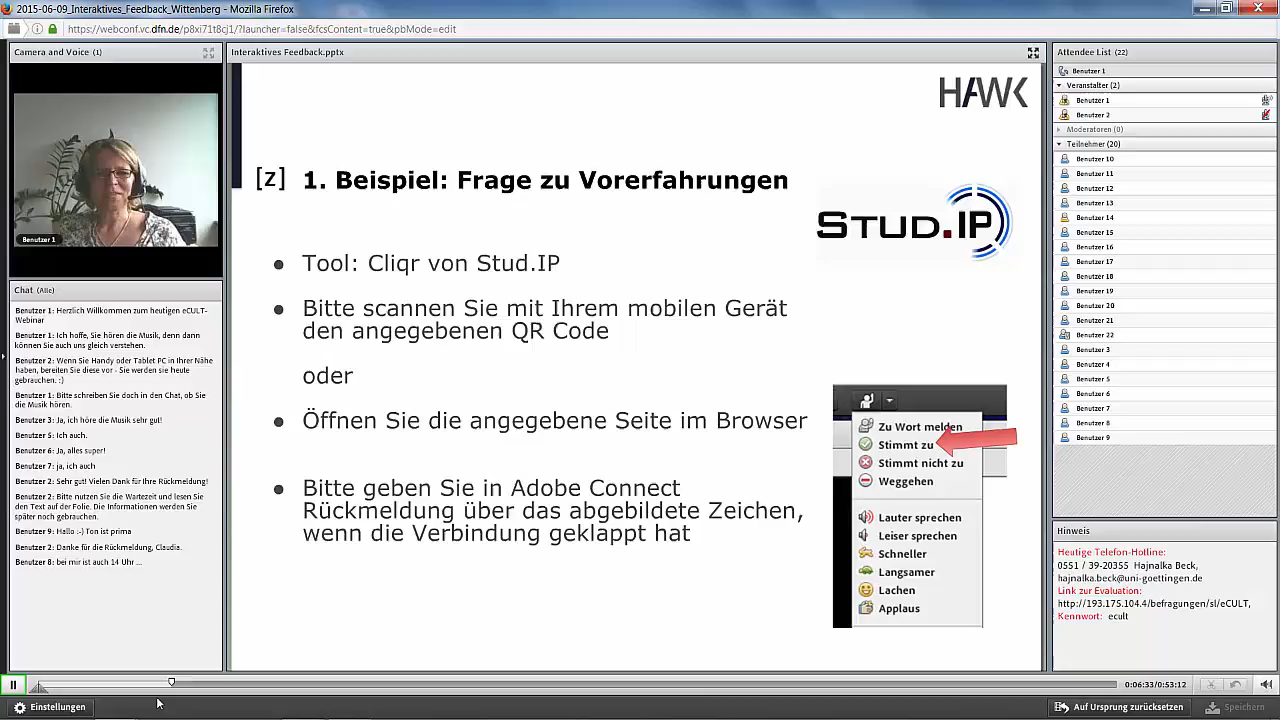 2015-06-09_Interaktives_Feedback_Wittenberg - Mozilla Firefox
https://webconf.vc.dfn.de/p8xi71t8cj1/?launcher=false&fcsContent=true&pbMode=edit
Camera and Voice (1)
Benutzer 1
Chat (Alle)
Benutzer 1: Herzlich Willkommen zum heutigen eCULT-
Webinar
Benutzer 1: Ich hoffe, Sie hören die Musik, denn dann
können Sie auch uns gleich verstehen.
Benutzer 2: Wenn Sie Handy oder Tablet PC in Ihrer Nähe
haben, bereiten Sie diese vor - Sie werden sie heute
gebrauchen. :)
Benutzer 1: Bitte schreiben Sie doch in den Chat, ob Sie
die Musik hören.
Benutzer 3: Ja, ich höre die Musik sehr gut!
Benutzer 5: Ich auch.
Benutzer 6: Ja, alles super!
Benutzer 7: ja, ich auch
Benutzer 2: Sehr gut! Vielen Dank für Ihre Rückmeldung!
Benutzer 2: Bitte nutzen Sie die Wartezeit und lesen Sie
den Text auf der Folie. Die Informationen werden Sie
später noch gebrauchen.
Benutzer 9: Hallo :-) Ton ist prima
Benutzer 2: Danke für die Rückmeldung, Claudia.
Benutzer 8: bei mir ist auch 14 Uhr ...
Interaktives Feedback.pptx
HAWK
[Z] 1. Beispiel: Frage zu Vorerfahrungen
STUD.IP
• Tool: Cliqr von Stud.IP
• Bitte scannen Sie mit Ihrem mobilen Gerät
den angegebenen QR Code
oder
• Öffnen Sie die angegebene Seite im Browser
• Bitte geben Sie in Adobe Connect
Rückmeldung über das abgebildete Zeichen,
wenn die Verbindung geklappt hat
Zu Wort melden
Stimmt zu
Stimmt nicht zu
Weggehen
Lauter sprechen
Leiser sprechen
Schneller
Langsamer
Lachen
Applaus
Attendee List (22)
Benutzer 1
Veranstalter (2)
Benutzer 1
Benutzer 2
Moderatoren (0)
Teilnehmer (20)
Benutzer 10
Benutzer 11
Benutzer 12
Benutzer 13
Benutzer 14
Benutzer 15
Benutzer 16
Benutzer 17
Benutzer 18
Benutzer 19
Benutzer 20
Benutzer 21
Benutzer 22
Benutzer 3
Benutzer 4
Benutzer 5
Benutzer 6
Benutzer 7
Benutzer 8
Benutzer 9
Hinweis
Heutige Telefon-Hotline:
0551 / 39-20355 Hajnalka Beck,
hajnalka.beck@uni-goettingen.de
Link zur Evaluation:
http://193.175.104.4/befragungen/sl/eCULT,
Kennwort: ecult
0:06:33/0:53:12
Einstellungen
Auf Ursprung zurücksetzen
Speichern